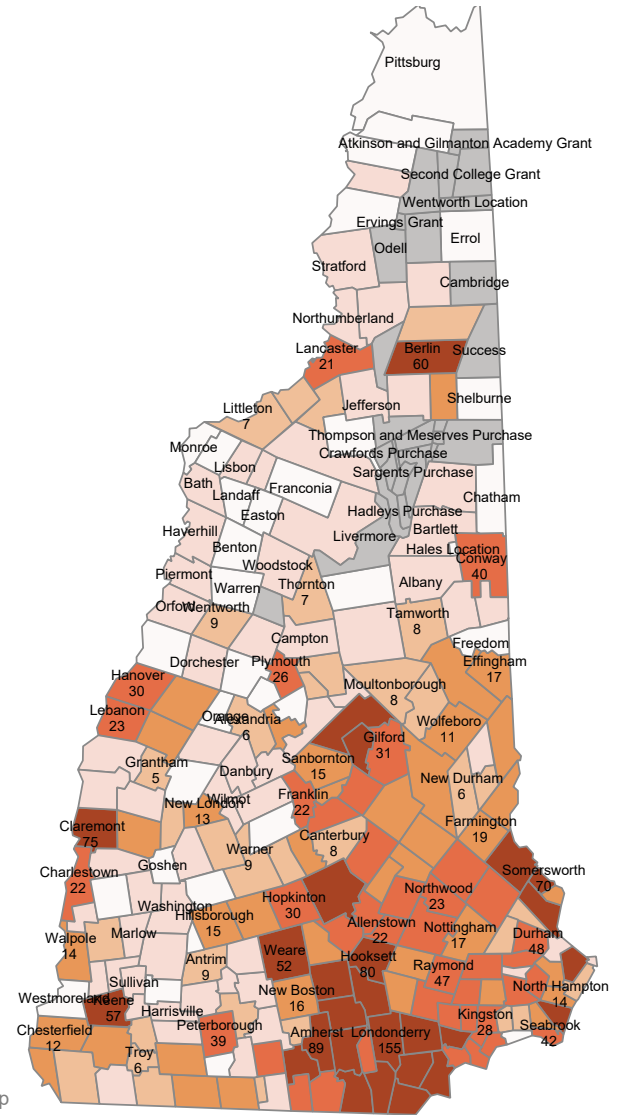 Pittsburg
Atkinson and Gilmanton Academy Grant
Second College Grant
Wentworth Location
Ervings Grant
Errol
Odell
Stratford
Cambridge
Northumberland
Lancaster
21
Berlin
60
Success
Shelburne
Littleton
7
Jefferson
Thompson and Meserves Purchase
Monroe
Crawfords Purchase
Lisbon
Sargents Purchase
Bath
Landaff
Franconia
Chatham
Easton
Hadleys Purchase
Haverhill
Livermore
Bartlett
Benton
Hales Location
Woodstock
Conway
40
Piermont
Warren
Thornton
7
Albany
Orford
Wentworth
9
Tamworth
8
Campton
Freedom
Dorchester
Plymouth
26
Effingham
17
Hanover
30
Moultonborough
8
Lebanon
23
Orange
Alexandria
6
Wolfeboro
11
Gilford
31
Grantham
5
Danbury
Sanbornton
15
New Durham
6
Wilmot
Franklin
22
New London
13
Claremont
75
Farmington
19
Canterbury
8
Warner
9
Goshen
Charlestown
22
Somersworth
70
Northwood
23
Washington
Hopkinton
30
Hillsborough
15
Allenstown
22
Nottingham
17
Durham
48
Walpole
14
Marlow
Weare
52
Hooksett
80
Antrim
9
Raymond
47
Sullivan
North Hampton
14
Westmoreland
Keene
57
New Boston
16
Harrisville
Kingston
28
Peterborough
39
Seabrook
42
Chesterfield
12
Amherst
89
Londonderry
155
Troy
6
p